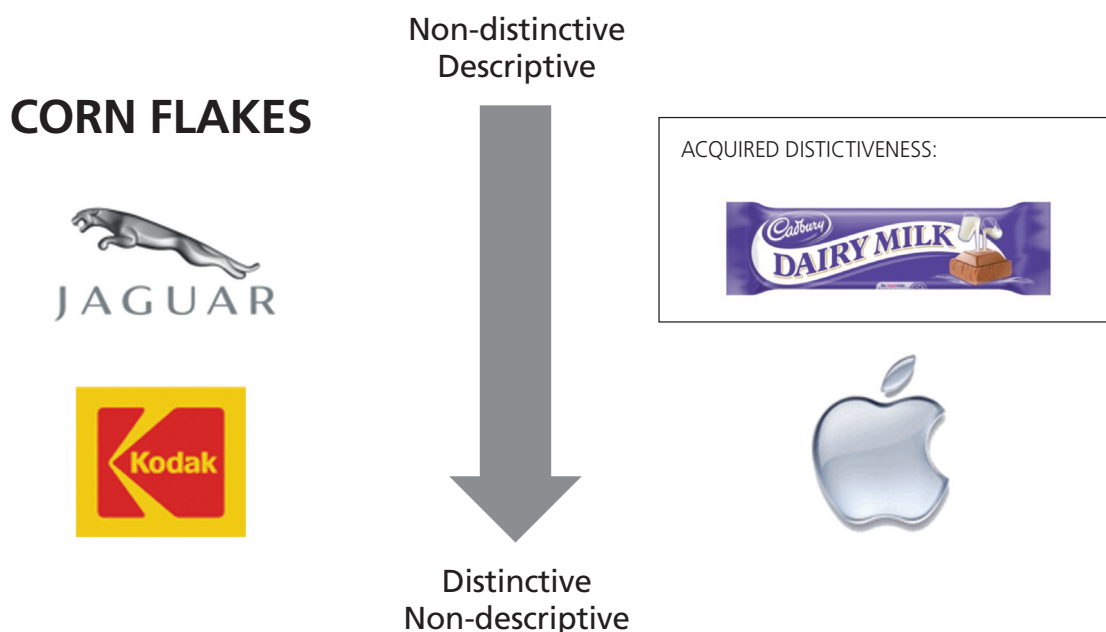 Non-distinctive
Descriptive
CORN FLAKES
ACQUIRED DISTICTIVENESS:
Cadbury
DAIRY MILK
JAGUAR
Kodak
Distinctive
Non-descriptive